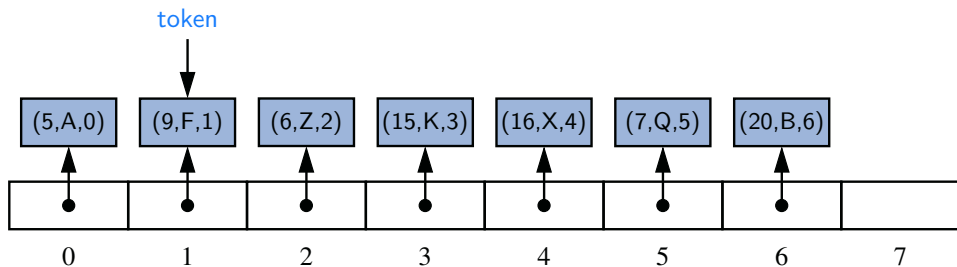 token
(5,A,0) (9,F,1) (6,Z,2) (15,K,3) (16,X,4) (7,Q,5) (20,B,6)
0 1 2 3 4 5 6 7